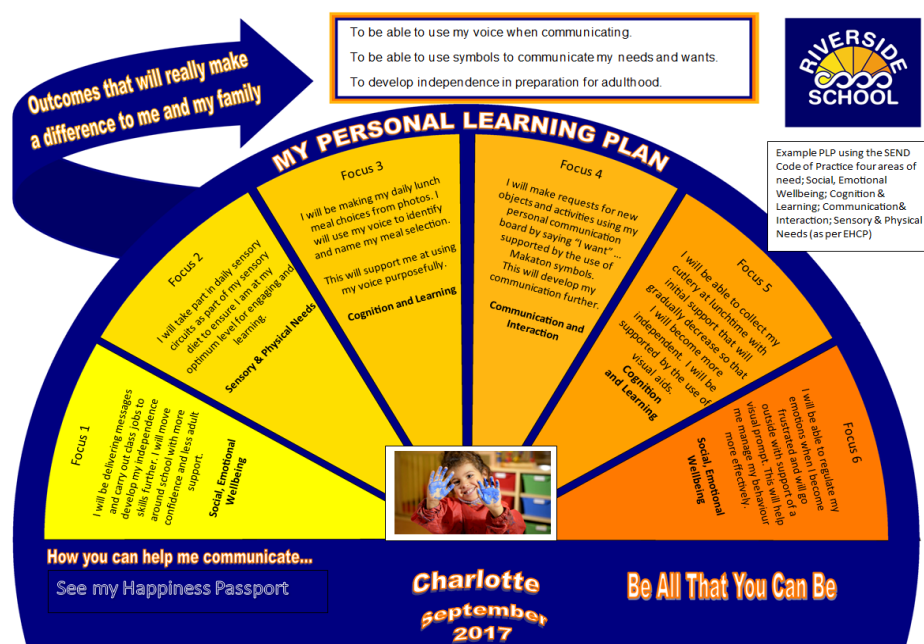 Outcomes that will really make
a difference to me and my family
To be able to use my voice when communicating.
To be able to use symbols to communicate my needs and wants.
To develop independence in preparation for adulthood.
RIVERSIDE
SCHOOL
Example PLP using the SEND
Code of Practice four areas of
need; Social, Emotional
Wellbeing; Cognition &
Learning; Communication&
Interaction; Sensory & Physical
Needs (as per EHCP)
MY PERSONAL LEARNING PLAN
Focus 1
I will be delivering messages
and carry out class jobs to
develop my independence
skills further. I will move
around school with more
confidence and less adult
support.
Social, Emotional
Wellbeing
Focus 2
I will take part in daily sensory
circuits as part of my sensory
diet to ensure I am at my
optimum level for engaging and
learning.
Sensory & Physical Needs
Focus 3
I will be making my daily lunch
meal choices from photos. I
will use my voice to identify
and name my meal selection.
This will support me at using
my voice purposefully.
Cognition and Learning
Focus 4
I will make requests for new
objects and activities using my
personal communication
board by saying “I want”…
supported by the use of
Makaton symbols.
This will develop my
communication further.
Communication and
Interaction
Focus 5
I will be able to collect my
cutlery at lunchtime with
initial support that will
gradually decrease so that
I will become more
independent. I will be
supported by the use of
visual aids.
Cognition
and Learning
Focus 6
I will be able to regulate my
emotions when I become
frustrated and will go
outside with support of a
visual prompt. This will help
me manage my behaviour
more effectively.
Social, Emotional
Wellbeing
How you can help me communicate...
See my Happiness Passport
Charlotte
September
2017
Be All That You Can Be